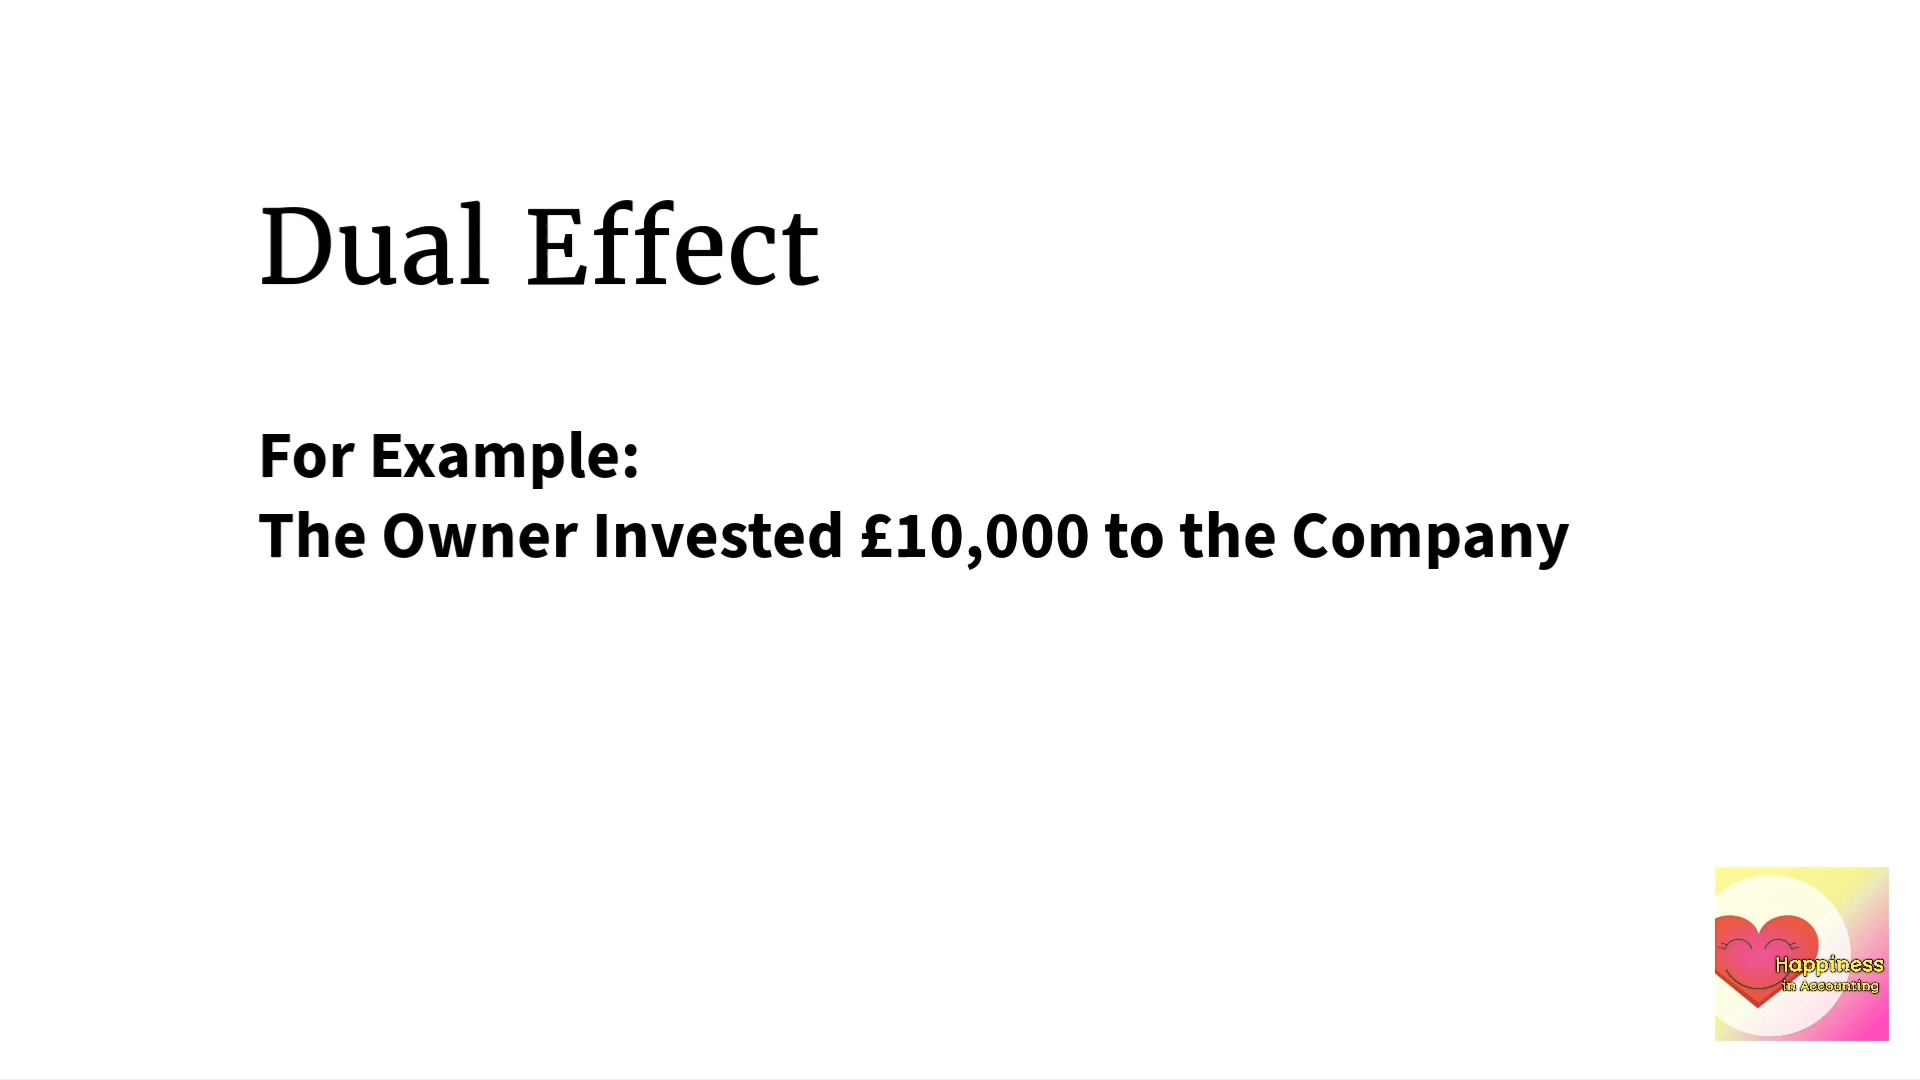 Dual Effect
For Example:
The Owner Invested £10,000 to the Company
Happiness
in Accounting